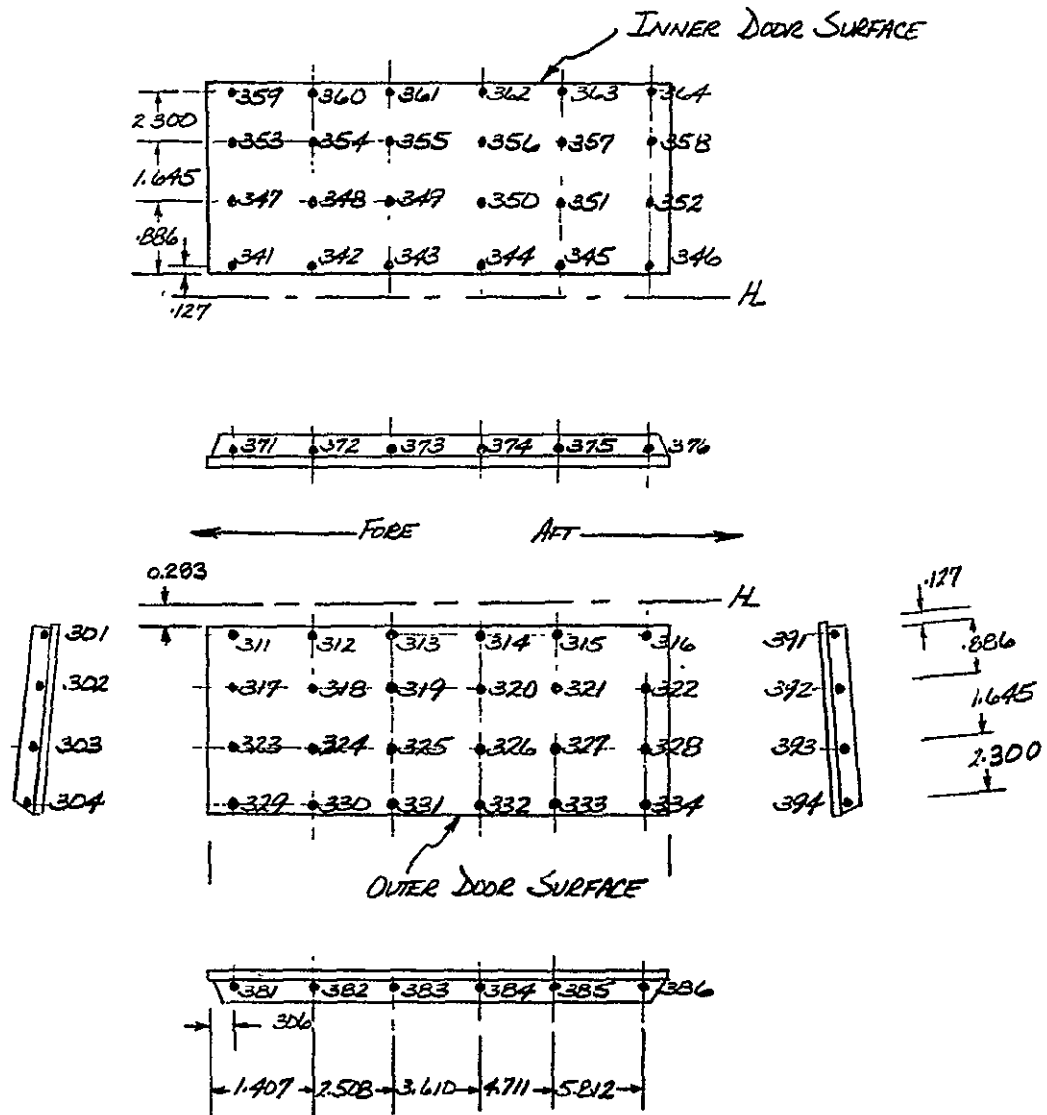 INNER DOOR SURFACE
359 360 361 362 363 364
2 300
353 354 355 356 357 358
1.645
347 348 349 350 351 352
.886
341 342 343 344 345 346
HL
.127
371 372 373 374 375 376
FORE AFT
0.283
HL
.127
301 311 312 313 314 315 316 391
.886
302 317 318 319 320 321 322 392
1.645
303 323 324 325 326 327 328 393
2.300
304 329 330 331 332 333 334 394
OUTER DOOR SURFACE
381 382 383 384 385 386
306
1.407 2.508 3.610 4.711 5.812